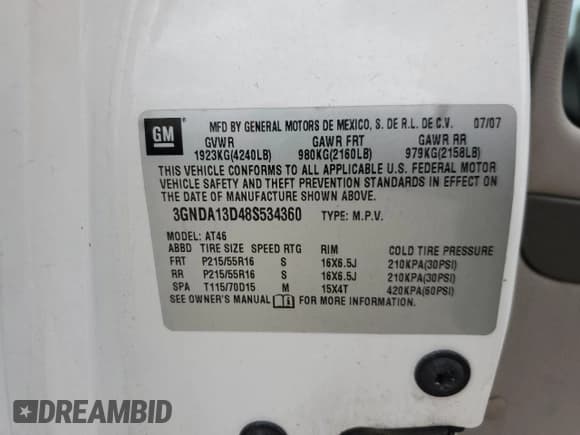 GM
MFD BY GENERAL MOTORS DE MEXICO, S. DE R.L. DE C.V. 07/07
GVWR GAWR FRT GAWR RR
1923KG(4240LB) 980KG(2160LB) 979KG(2158LB)
THIS VEHICLE CONFORMS TO ALL APPLICABLE U.S. FEDERAL MOTOR
VEHICLE SAFETY AND THEFT PREVENTION STANDARDS IN EFFECT ON
THE DATE OF MANUFACTURE SHOWN ABOVE.
3GNDA13D48S534360 TYPE: M.P.V.
MODEL: AT46
ABBD TIRE SIZE SPEED RTG RIM COLD TIRE PRESSURE
FRT P215/55R16 S 16X6.5J 210KPA(30PSI)
RR P215/55R16 S 16X6.5J 210KPA(30PSI)
SPA T115/70D15 M 15X4T 420KPA(60PSI)
SEE OWNER'S MANUAL FOR MORE INFORMATION.
DREAMBID